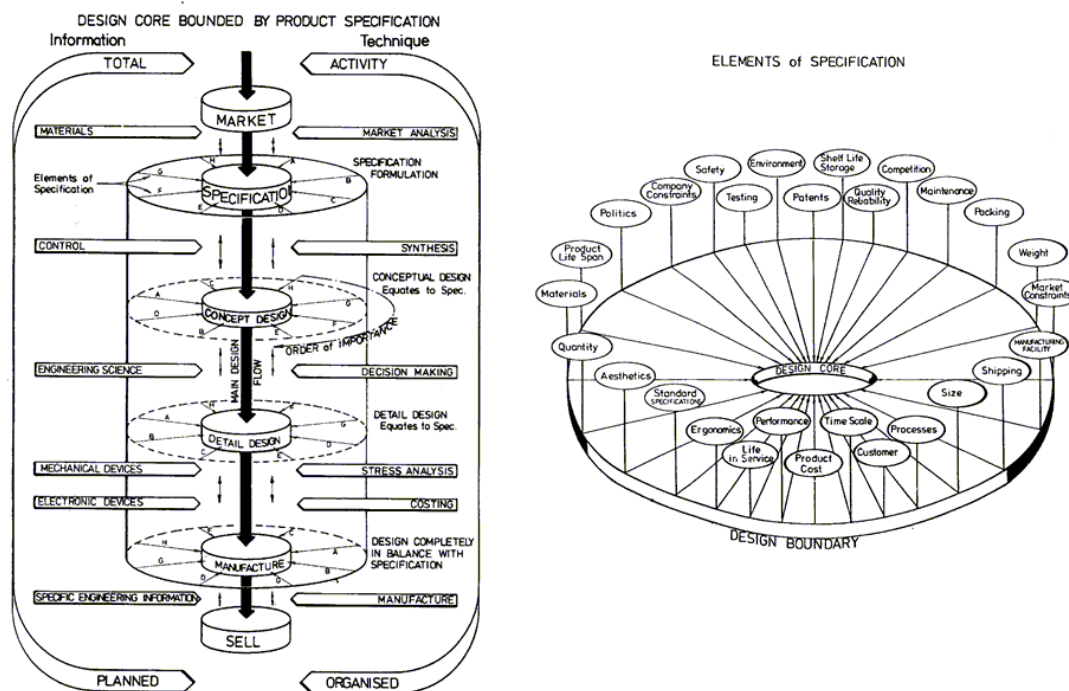 DESIGN CORE BOUNDED BY PRODUCT SPECIFICATION
Information
Technique
TOTAL
ACTIVITY
MARKET
MATERIALS
MARKET ANALYSIS
SPECIFICATION
FORMULATION
Elements of
Specification
H
A
G
B
F
C
E
D
SPECIFICATION
CONTROL
SYNTHESIS
CONCEPTUAL DESIGN
Equates to Spec.
C
H
A
G
D
F
B
E
CONCEPT DESIGN
ORDER of IMPORTANCE
MAIN DESIGN
FLOW
ENGINEERING SCIENCE
DECISION MAKING
DETAIL DESIGN
Equates to Spec.
H
A
G
B
D
C
DETAIL DESIGN
MECHANICAL DEVICES
STRESS ANALYSIS
ELECTRONIC DEVICES
COSTING
DESIGN COMPLETELY
IN BALANCE WITH
SPECIFICATION
C
H
A
G
B
D
G
MANUFACTURE
SPECIFIC ENGINEERING INFORMATION
MANUFACTURE
SELL
PLANNED
ORGANISED
ELEMENTS of SPECIFICATION
Safety
Environment
Shelf Life
Storage
Competition
Company
Constraints
Testing
Patents
Quality
Reliability
Maintenance
Politics
Packing
Product
Life Span
Weight
Materials
Market
Constraints
Quantity
MANUFACTURING
FACILITY
Aesthetics
DESIGN CORE
Shipping
Standard
SPECIFICATIONS
Size
Ergonomics
Performance
Time Scale
Processes
Life
in Service
Product
Cost
Customer
DESIGN BOUNDARY